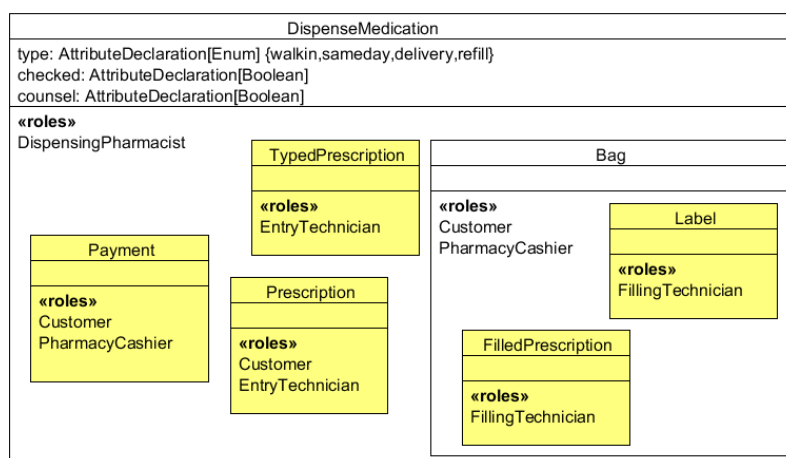 DispenseMedication
type: AttributeDeclaration[Enum] {walkin,sameday,delivery,refill}
checked: AttributeDeclaration[Boolean]
counsel: AttributeDeclaration[Boolean]
«roles»
DispensingPharmacist
TypedPrescription
«roles»
EntryTechnician
Payment
«roles»
Customer
PharmacyCashier
Prescription
«roles»
Customer
EntryTechnician
Bag
«roles»
Customer
PharmacyCashier
Label
«roles»
FillingTechnician
FilledPrescription
«roles»
FillingTechnician